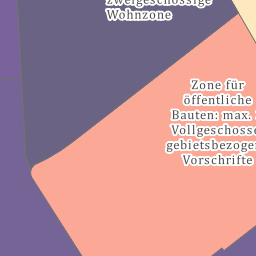 zweigeschossige
Wohnzone
Zone für
öffentliche
Bauten: max.
Vollgeschosse
gebietsbezogen
Vorschrifte